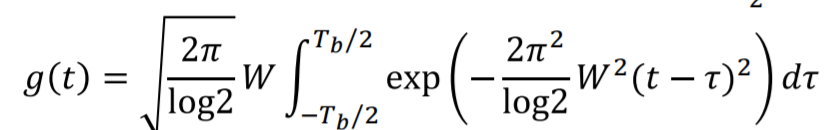 g(t) = √(2π/log2) W ∫_{-T_b/2}^{T_b/2} exp(−(2π²/log2) W²(t − τ)²) dτ